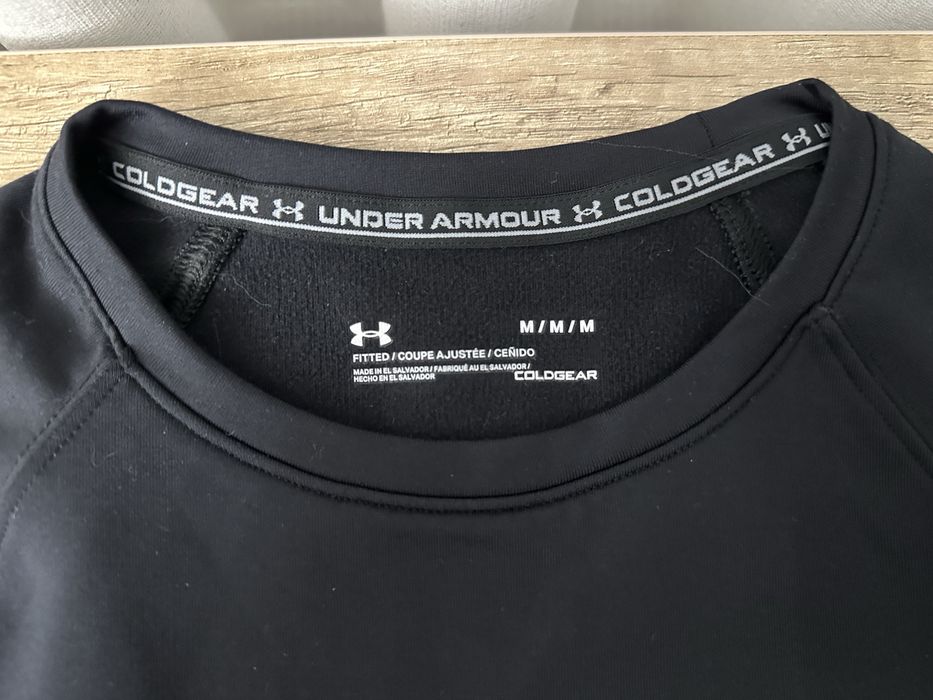 COLDGEAR UNDER ARMOUR COLDGEAR U
M/M/M
FITTED / COUPE AJUSTÉE / CEÑIDO
MADE IN EL SALVADOR / FABRIQUÉ AU EL SALVADOR /
HECHO EN EL SALVADOR
COLDGEAR